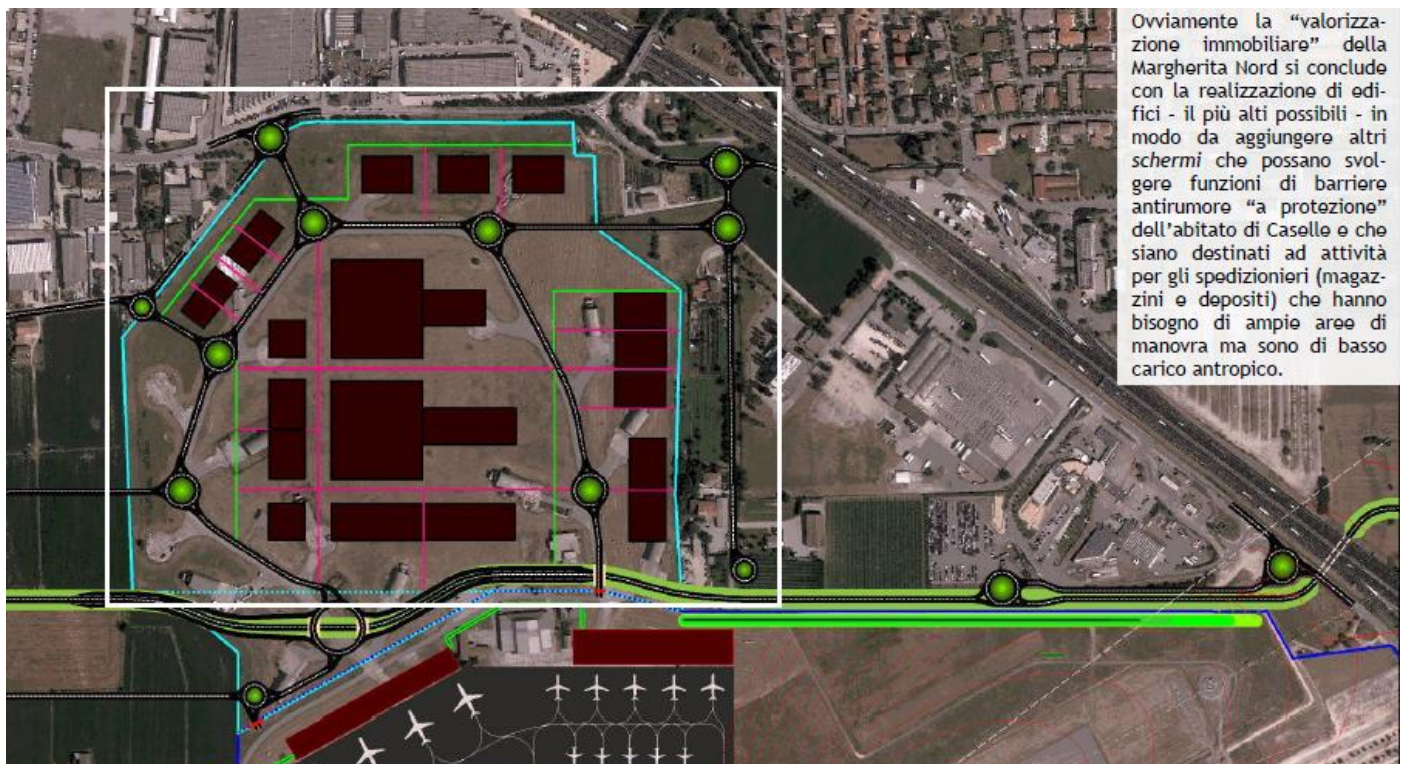 Ovviamente la “valorizza-
zione immobiliare” della
Margherita Nord si conclude
con la realizzazione di edi-
fici - il più alti possibili - in
modo da aggiungere altri
schermi che possano svol-
gere funzioni di barriere
antirumore “a protezione”
dell’abitato di Caselle e che
siano destinati ad attività
per gli spedizionieri (magaz-
zini e depositi) che hanno
bisogno di ampie aree di
manovra ma sono di basso
carico antropico.